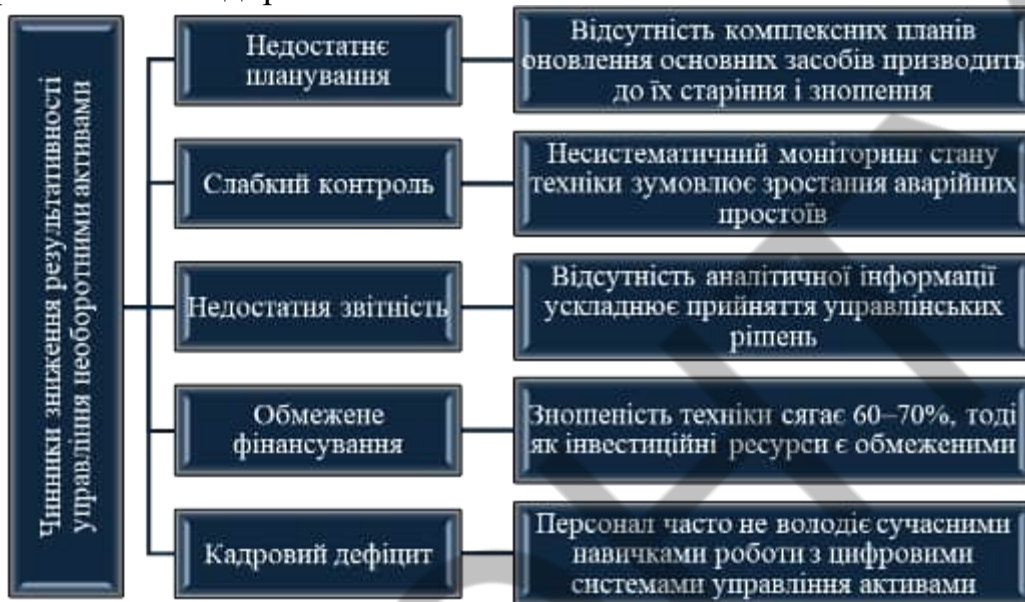 Чинники зниження результативності
управління необоротними активами
Недостатнє
планування
Відсутність комплексних планів
оновлення основних засобів призводить
до їх старіння і зношення
Слабкий контроль
Несистематичний моніторинг стану
техніки зумовлює зростання аварійних
простоїв
Недостатня звітність
Відсутність аналітичної інформації
ускладнює прийняття управлінських
рішень
Обмежене
фінансування
Зношеність техніки сягає 60–70%, тоді
як інвестиційні ресурси є обмеженими
Кадровий дефіцит
Персонал часто не володіє сучасними
навичками роботи з цифровими
системами управління активами